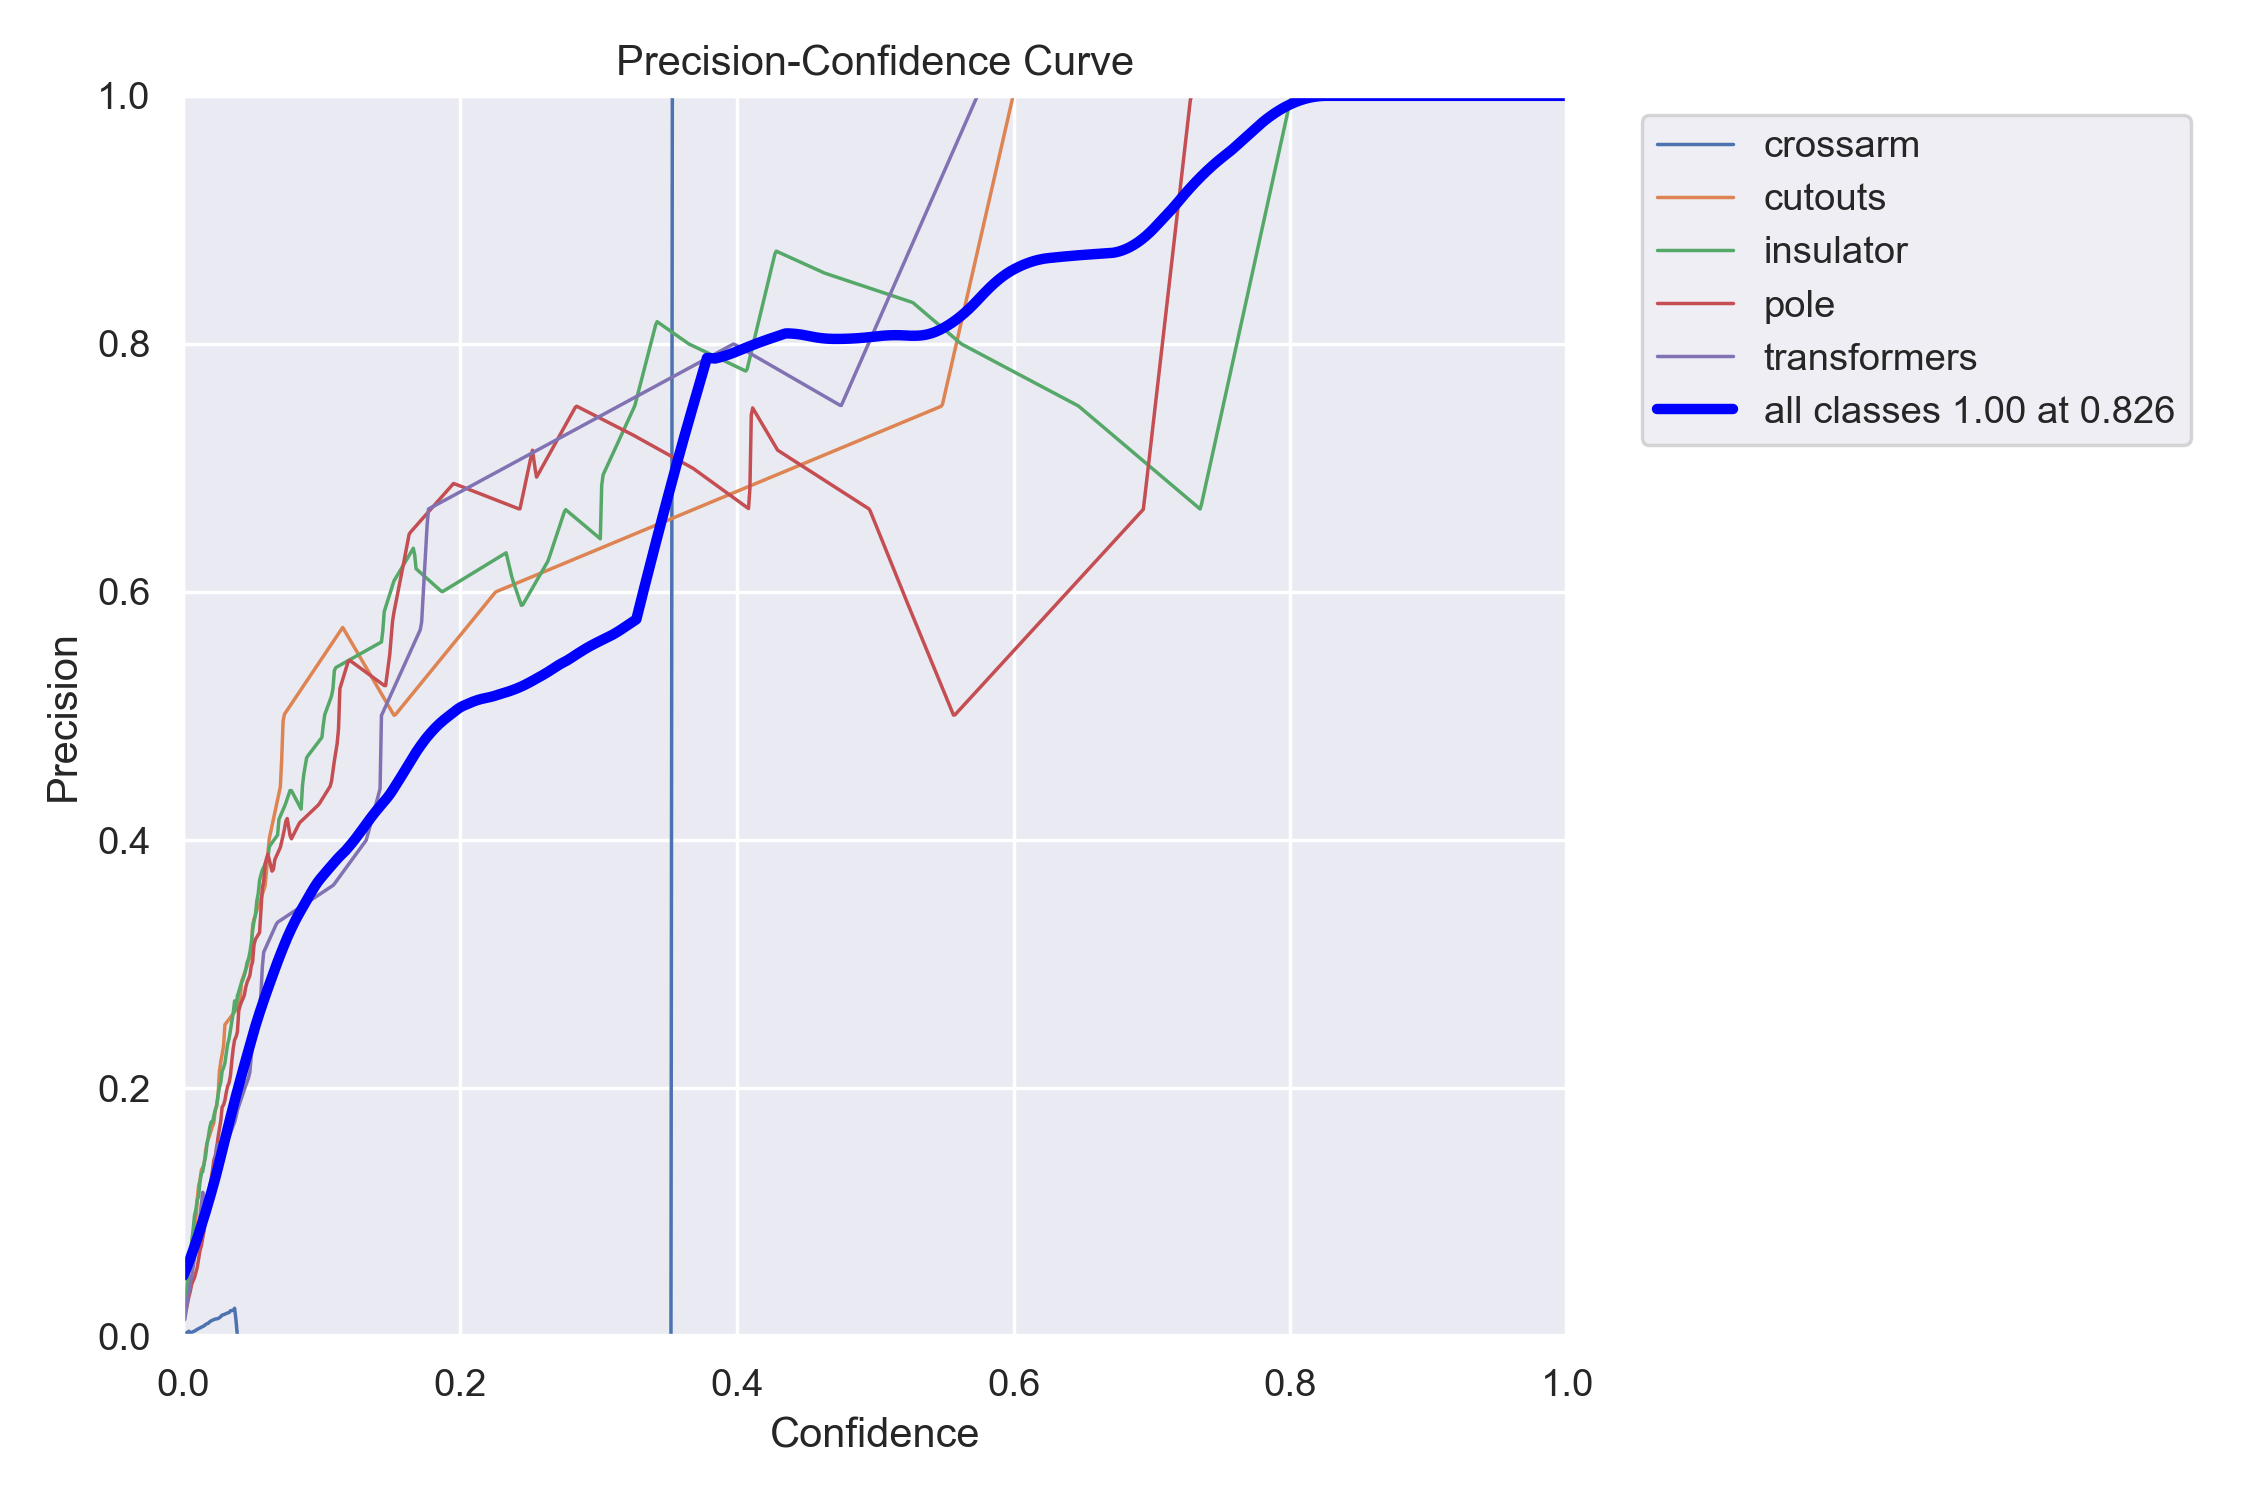 Precision-Confidence Curve
1.0
0.8
0.6
0.4
0.2
0.0
Precision
0.0 0.2 0.4 0.6 0.8 1.0
Confidence
crossarm
cutouts
insulator
pole
transformers
all classes 1.00 at 0.826